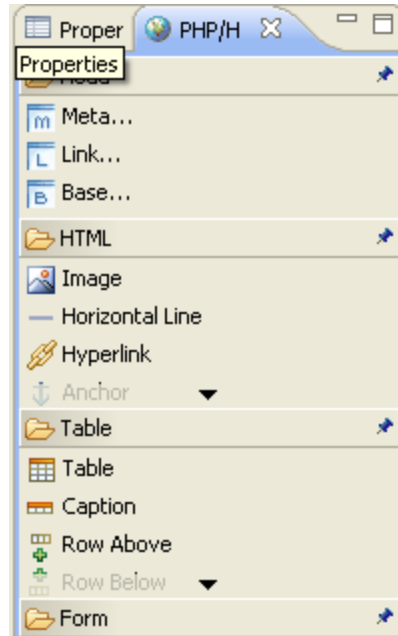 Proper PHP/H
Properties
Meta...
Link...
Base...
HTML
Image
Horizontal Line
Hyperlink
Anchor
Table
Table
Caption
Row Above
Row Below
Form